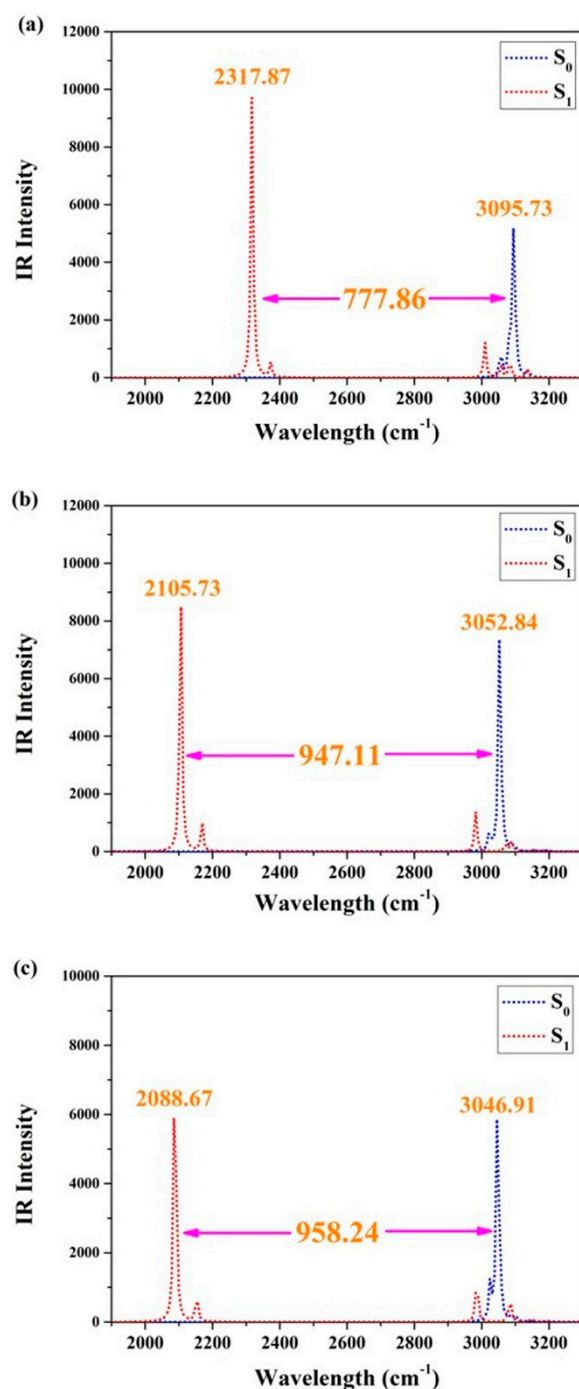 (a)
12000
10000
8000
6000
4000
2000
0
IR Intensity
2317.87
3095.73
777.86
S₀
S₁
2000 2200 2400 2600 2800 3000 3200
Wavelength (cm⁻¹)
(b)
12000
10000
8000
6000
4000
2000
0
IR Intensity
2105.73
3052.84
947.11
S₀
S₁
2000 2200 2400 2600 2800 3000 3200
Wavelength (cm⁻¹)
(c)
10000
8000
6000
4000
2000
0
IR Intensity
2088.67
3046.91
958.24
S₀
S₁
2000 2200 2400 2600 2800 3000 3200
Wavelength (cm⁻¹)